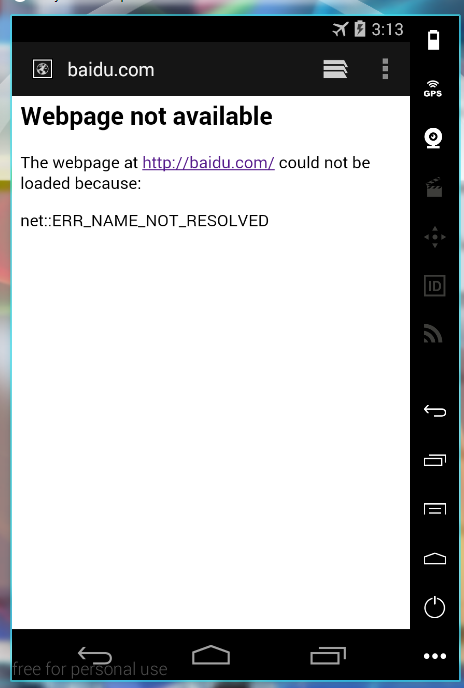 3:13
baidu.com
GPS
Webpage not available
The webpage at http://baidu.com/ could not be
loaded because:
net::ERR_NAME_NOT_RESOLVED
ID
free for personal use